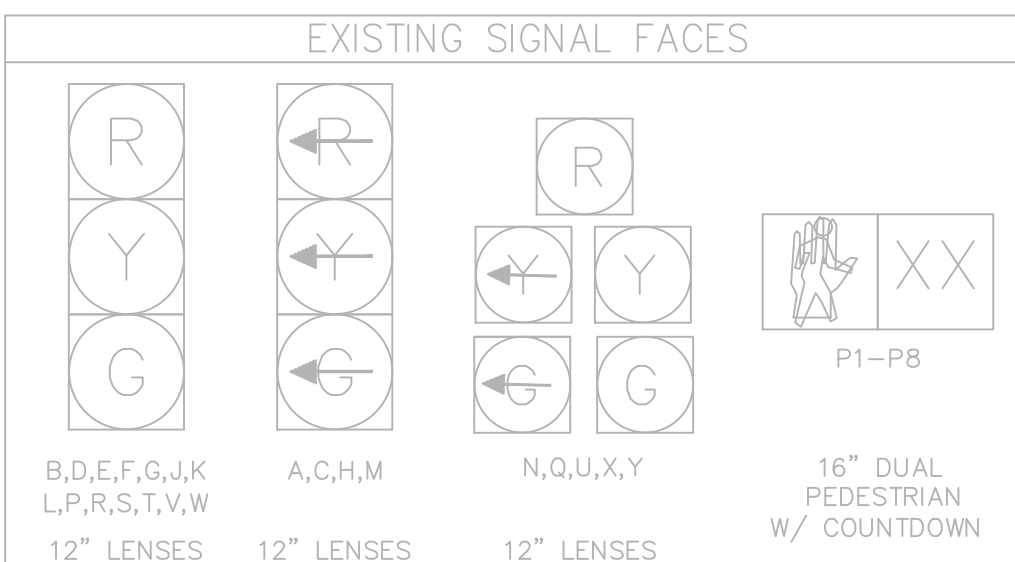 EXISTING SIGNAL FACES
R
Y
G
B,D,E,F,G,J,K
L,P,R,S,T,V,W
12" LENSES
R
Y
G
A,C,H,M
12" LENSES
R
Y Y
G G
N,Q,U,X,Y
12" LENSES
XX
P1-P8
16" DUAL
PEDESTRIAN
W/ COUNTDOWN